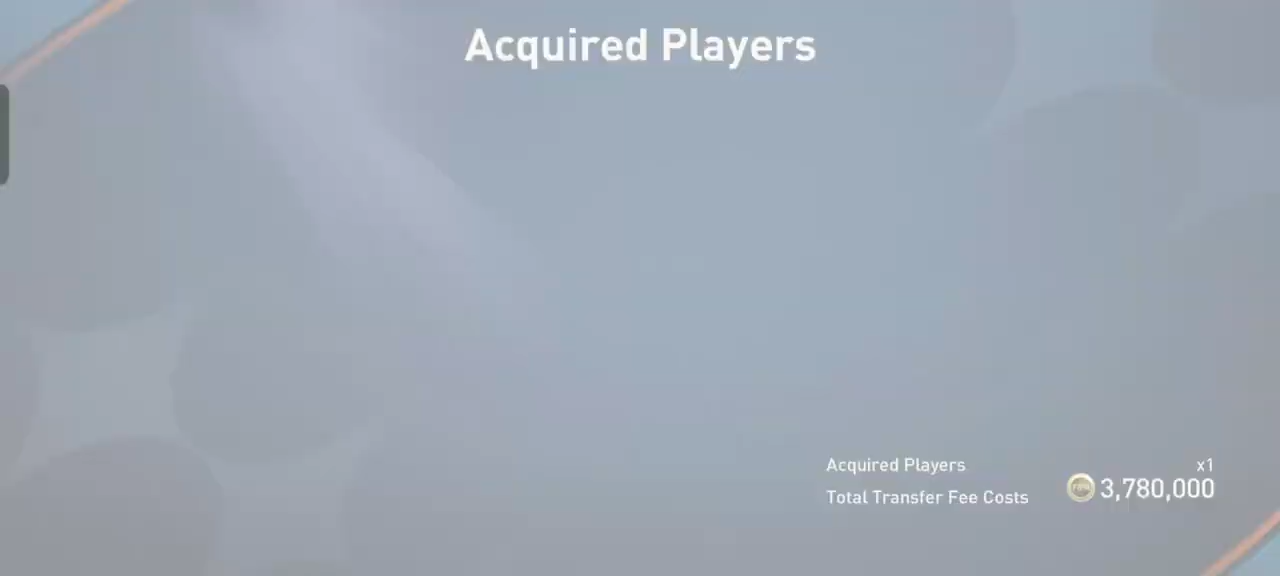 Acquired Players
Acquired Players x1
Total Transfer Fee Costs 3,780,000